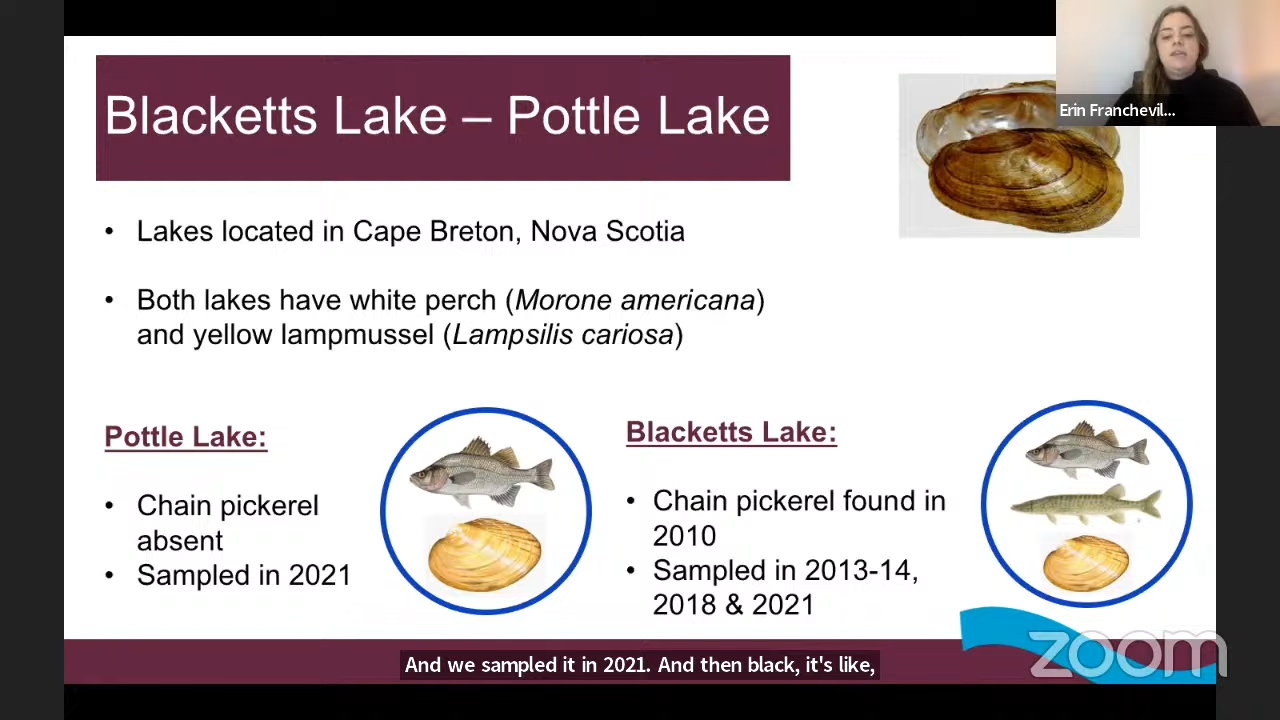 Blacketts Lake – Pottle Lake
Erin Franchevil...
• Lakes located in Cape Breton, Nova Scotia
• Both lakes have white perch (Morone americana)
and yellow lampmussel (Lampsilis cariosa)
Pottle Lake:
• Chain pickerel
absent
• Sampled in 2021
Blacketts Lake:
• Chain pickerel found in
2010
• Sampled in 2013-14,
2018 & 2021
And we sampled it in 2021. And then black, it's like,
zoom